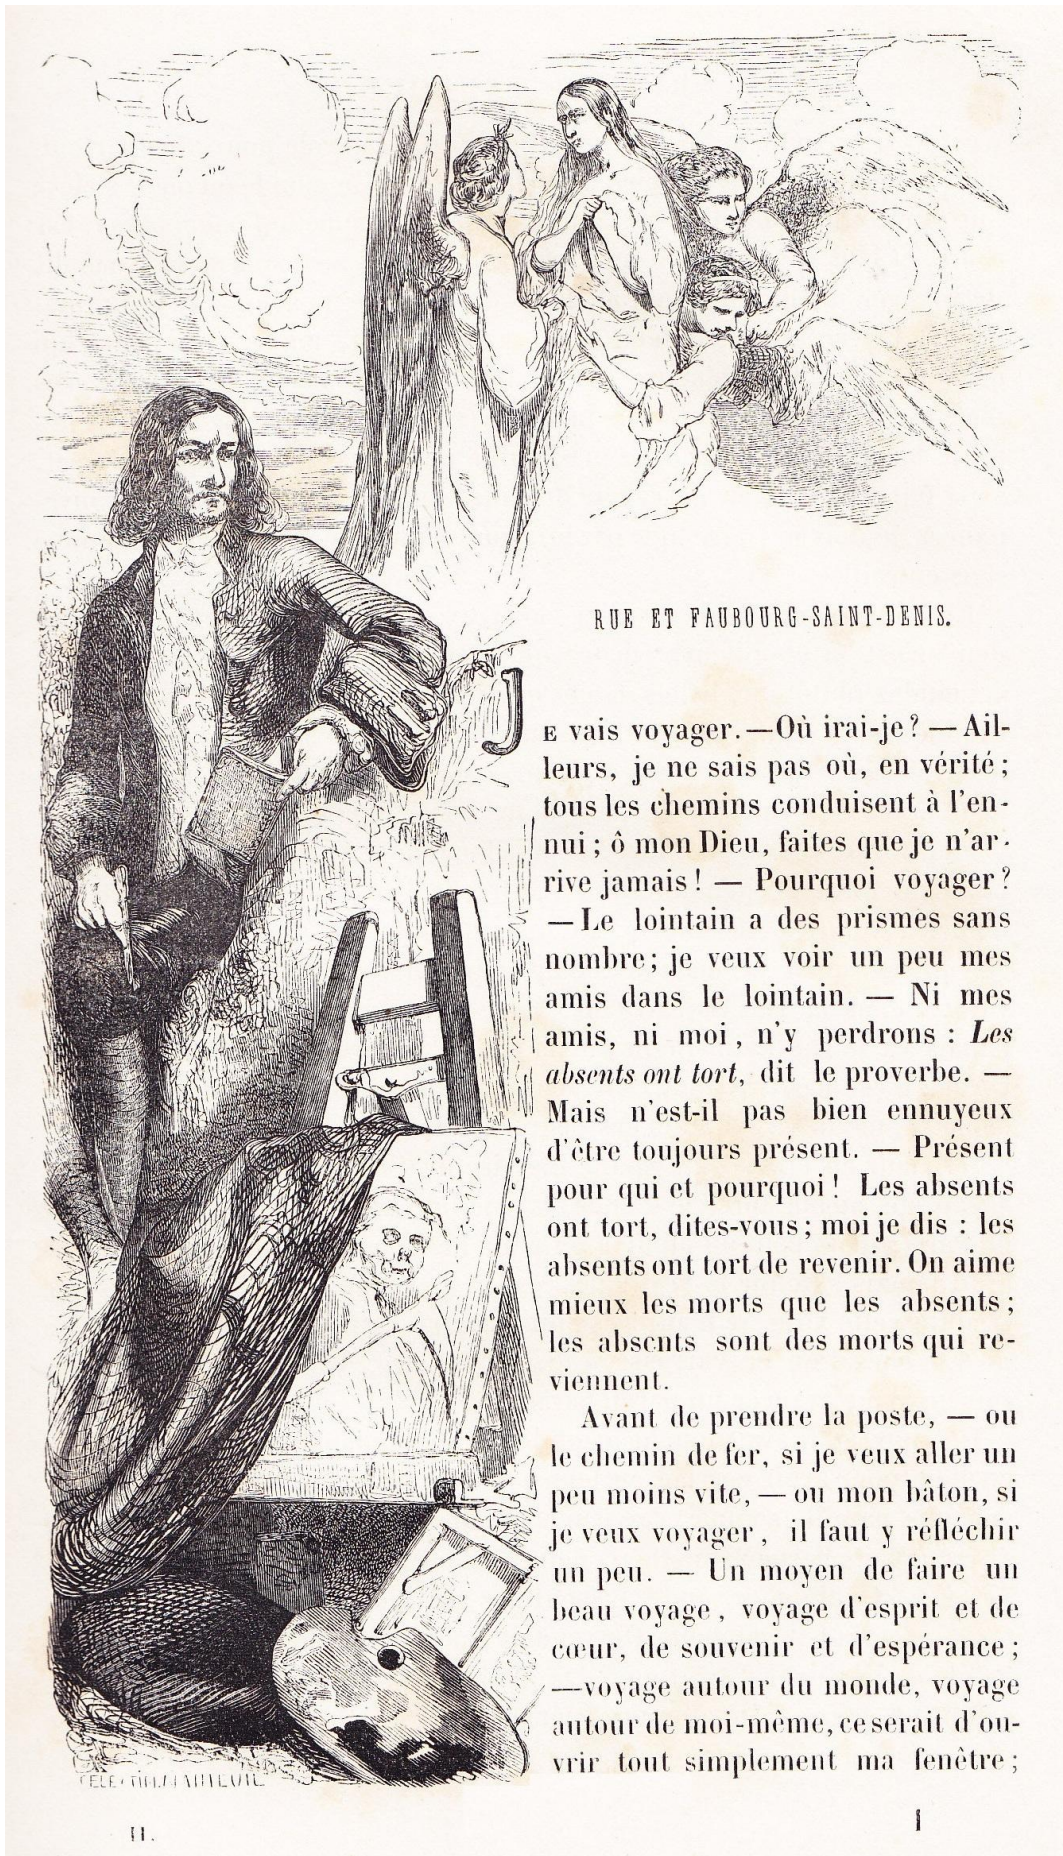 RUE ET FAUBOURG-SAINT-DENIS.
JE vais voyager. — Où irai-je ? — Ail-
leurs, je ne sais pas où, en vérité ;
tous les chemins conduisent à l'en-
nui ; ô mon Dieu, faites que je n'ar-
rive jamais ! — Pourquoi voyager ?
— Le lointain a des prismes sans
nombre ; je veux voir un peu mes
amis dans le lointain. — Ni mes
amis, ni moi, n'y perdrons : Les
absents ont tort, dit le proverbe. —
Mais n'est-il pas bien ennuyeux
d'être toujours présent. — Présent
pour qui et pourquoi ! Les absents
ont tort, dites-vous ; moi je dis : les
absents ont tort de revenir. On aime
mieux les morts que les absents ;
les absents sont des morts qui re-
viennent.
Avant de prendre la poste, — ou
le chemin de fer, si je veux aller un
peu moins vite, — ou mon bâton, si
je veux voyager, il faut y réfléchir
un peu. — Un moyen de faire un
beau voyage, voyage d'esprit et de
cœur, de souvenir et d'espérance ;
— voyage autour du monde, voyage
autour de moi-même, ce serait d'ou-
vrir tout simplement ma fenêtre ;
II. 1